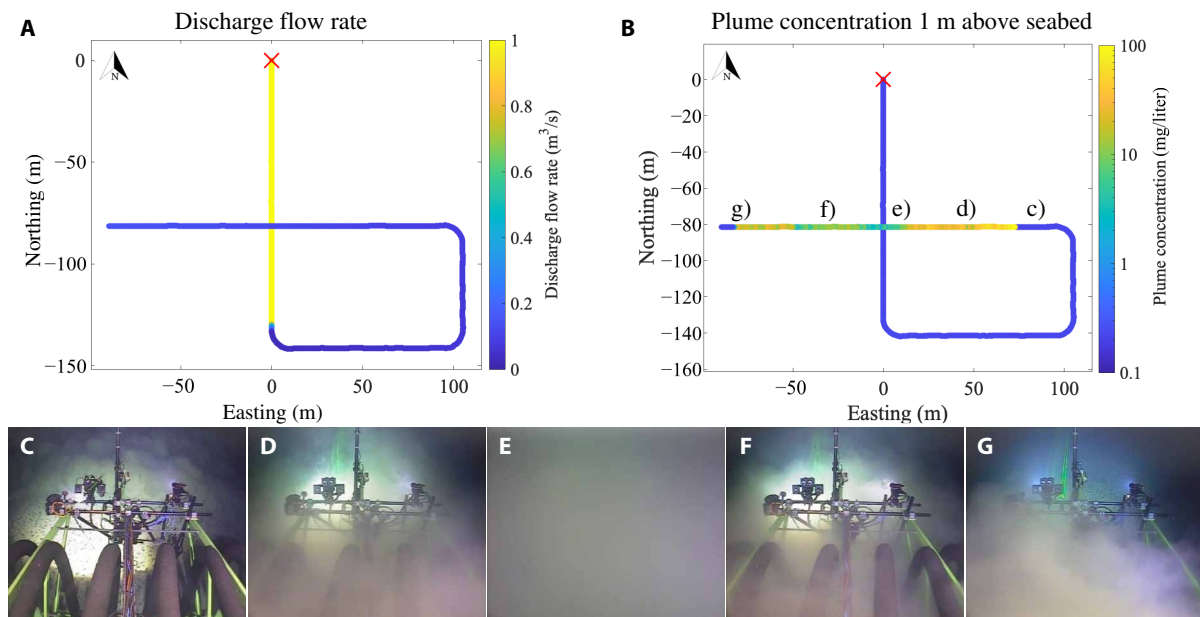 A
Discharge flow rate
N
0
−50
−100
−150
Northing (m)
−50
0
50
100
Easting (m)
1
0.8
0.6
0.4
0.2
0
Discharge flow rate (m³/s)
B
Plume concentration 1 m above seabed
N
0
−20
−40
−60
−80
−100
−120
−140
−160
Northing (m)
g)
f)
e)
d)
c)
−50
0
50
100
Easting (m)
100
10
1
0.1
Plume concentration (mg/liter)
C
D
E
F
G